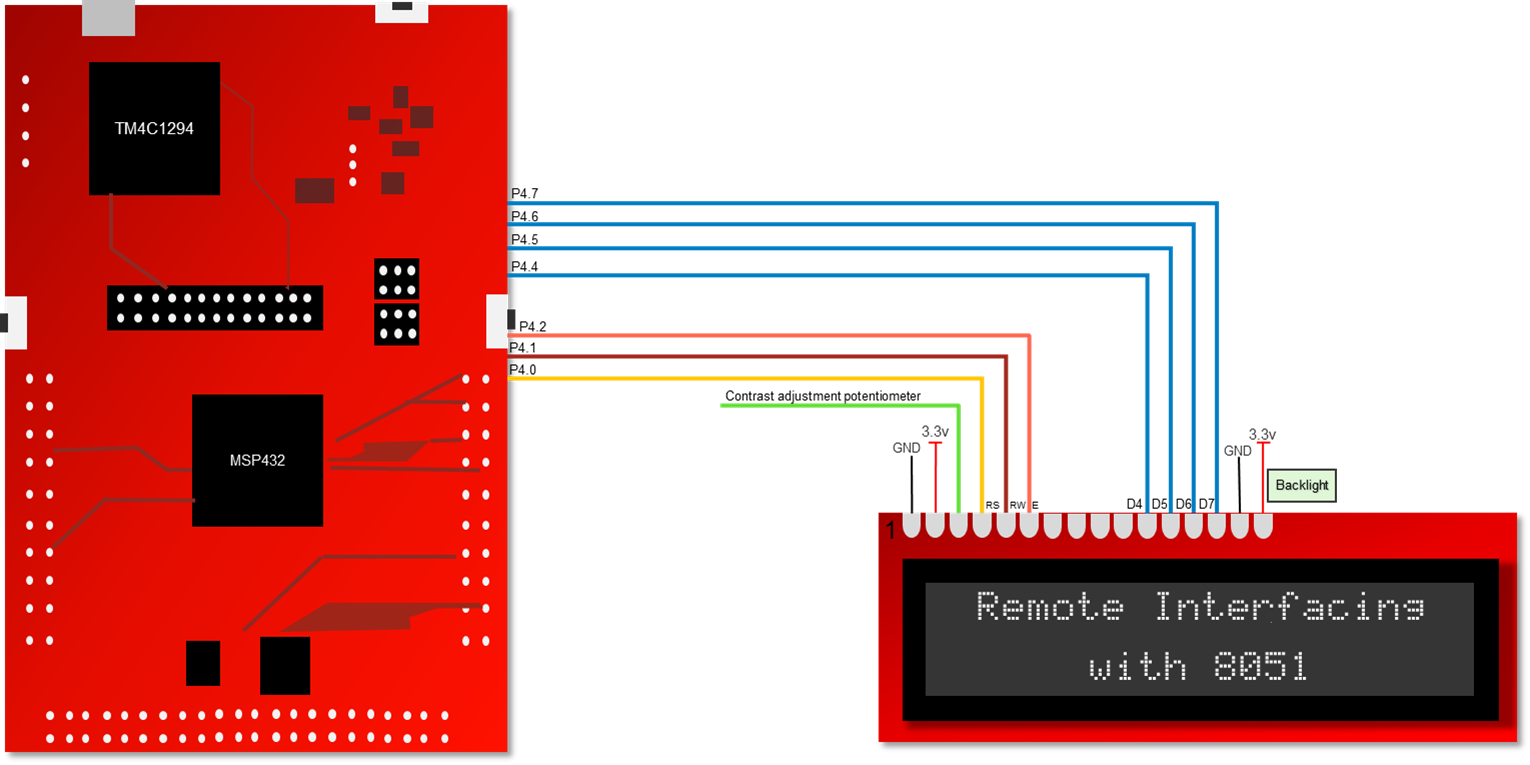 TM4C1294
P4.7
P4.6
P4.5
P4.4
P4.2
P4.1
P4.0
Contrast adjustment potentiometer
GND
3.3v
GND
3.3v
Backlight
RS
RW
E
D4
D5
D6
D7
MSP432
1
Remote Interfacing
with 8051